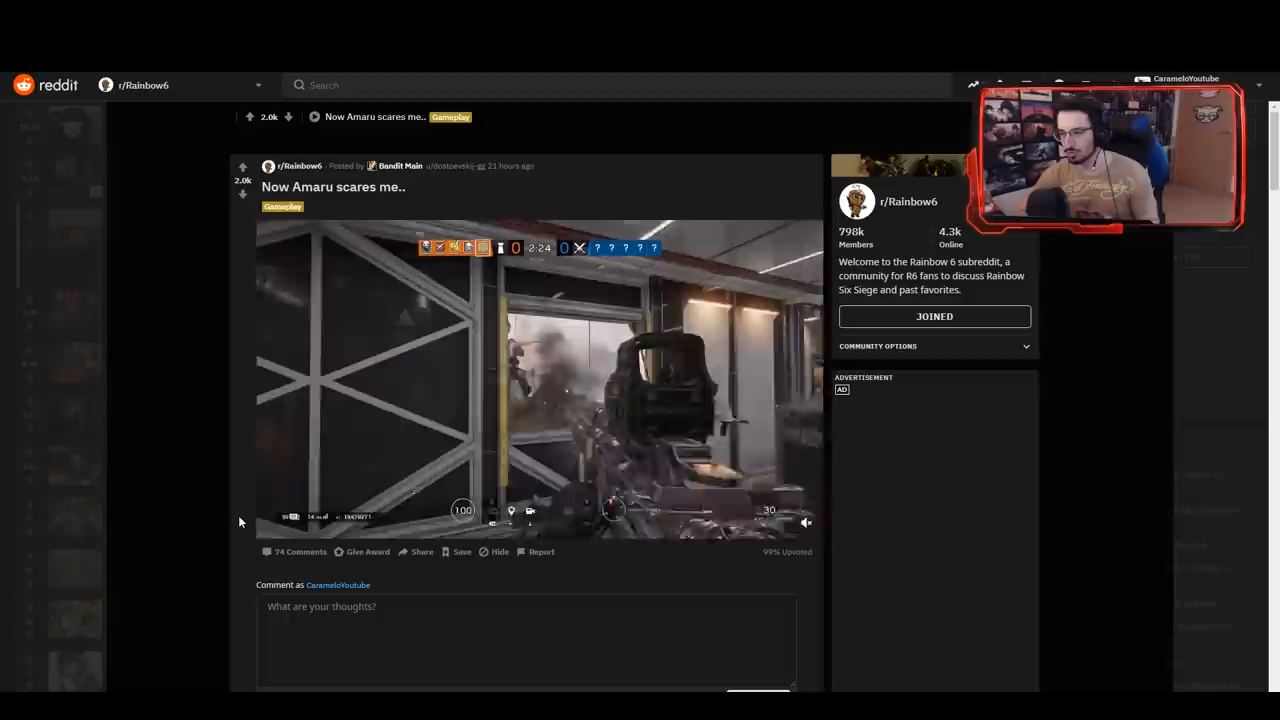 reddit
r/Rainbow6
Search
CarameloYoutube
2.0k
Now Amaru scares me..
Gameplay
r/Rainbow6 · Posted by Bandit Main u/dostoevskij-gg 21 hours ago
2.0k
Now Amaru scares me..
Gameplay
0 2:24 0 ? ? ? ? ?
100
30
74 Comments Give Award Share Save Hide Report
99% Upvoted
Comment as CarameloYoutube
What are your thoughts?
r/Rainbow6
798k
4.3k
Members
Online
Welcome to the Rainbow 6 subreddit, a
community for R6 fans to discuss Rainbow
Six Siege and past favorites.
JOINED
COMMUNITY OPTIONS
ADVERTISEMENT
AD